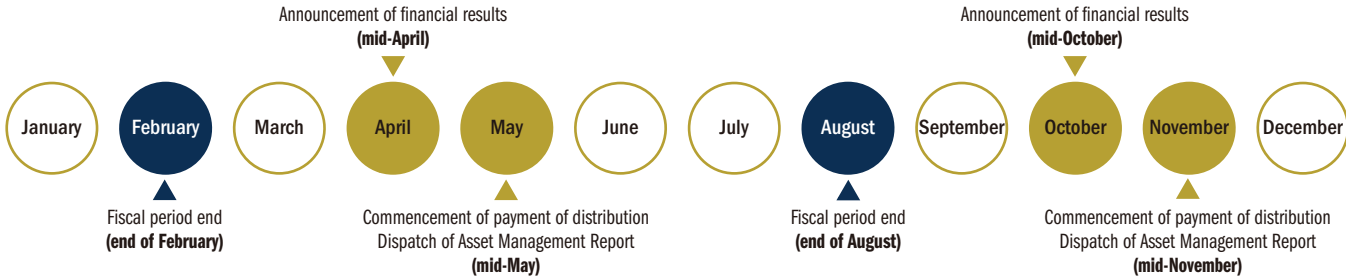 Announcement of financial results
(mid-April)
Announcement of financial results
(mid-October)
January
February
March
April
May
June
July
August
September
October
November
December
Fiscal period end
(end of February)
Commencement of payment of distribution
Dispatch of Asset Management Report
(mid-May)
Fiscal period end
(end of August)
Commencement of payment of distribution
Dispatch of Asset Management Report
(mid-November)